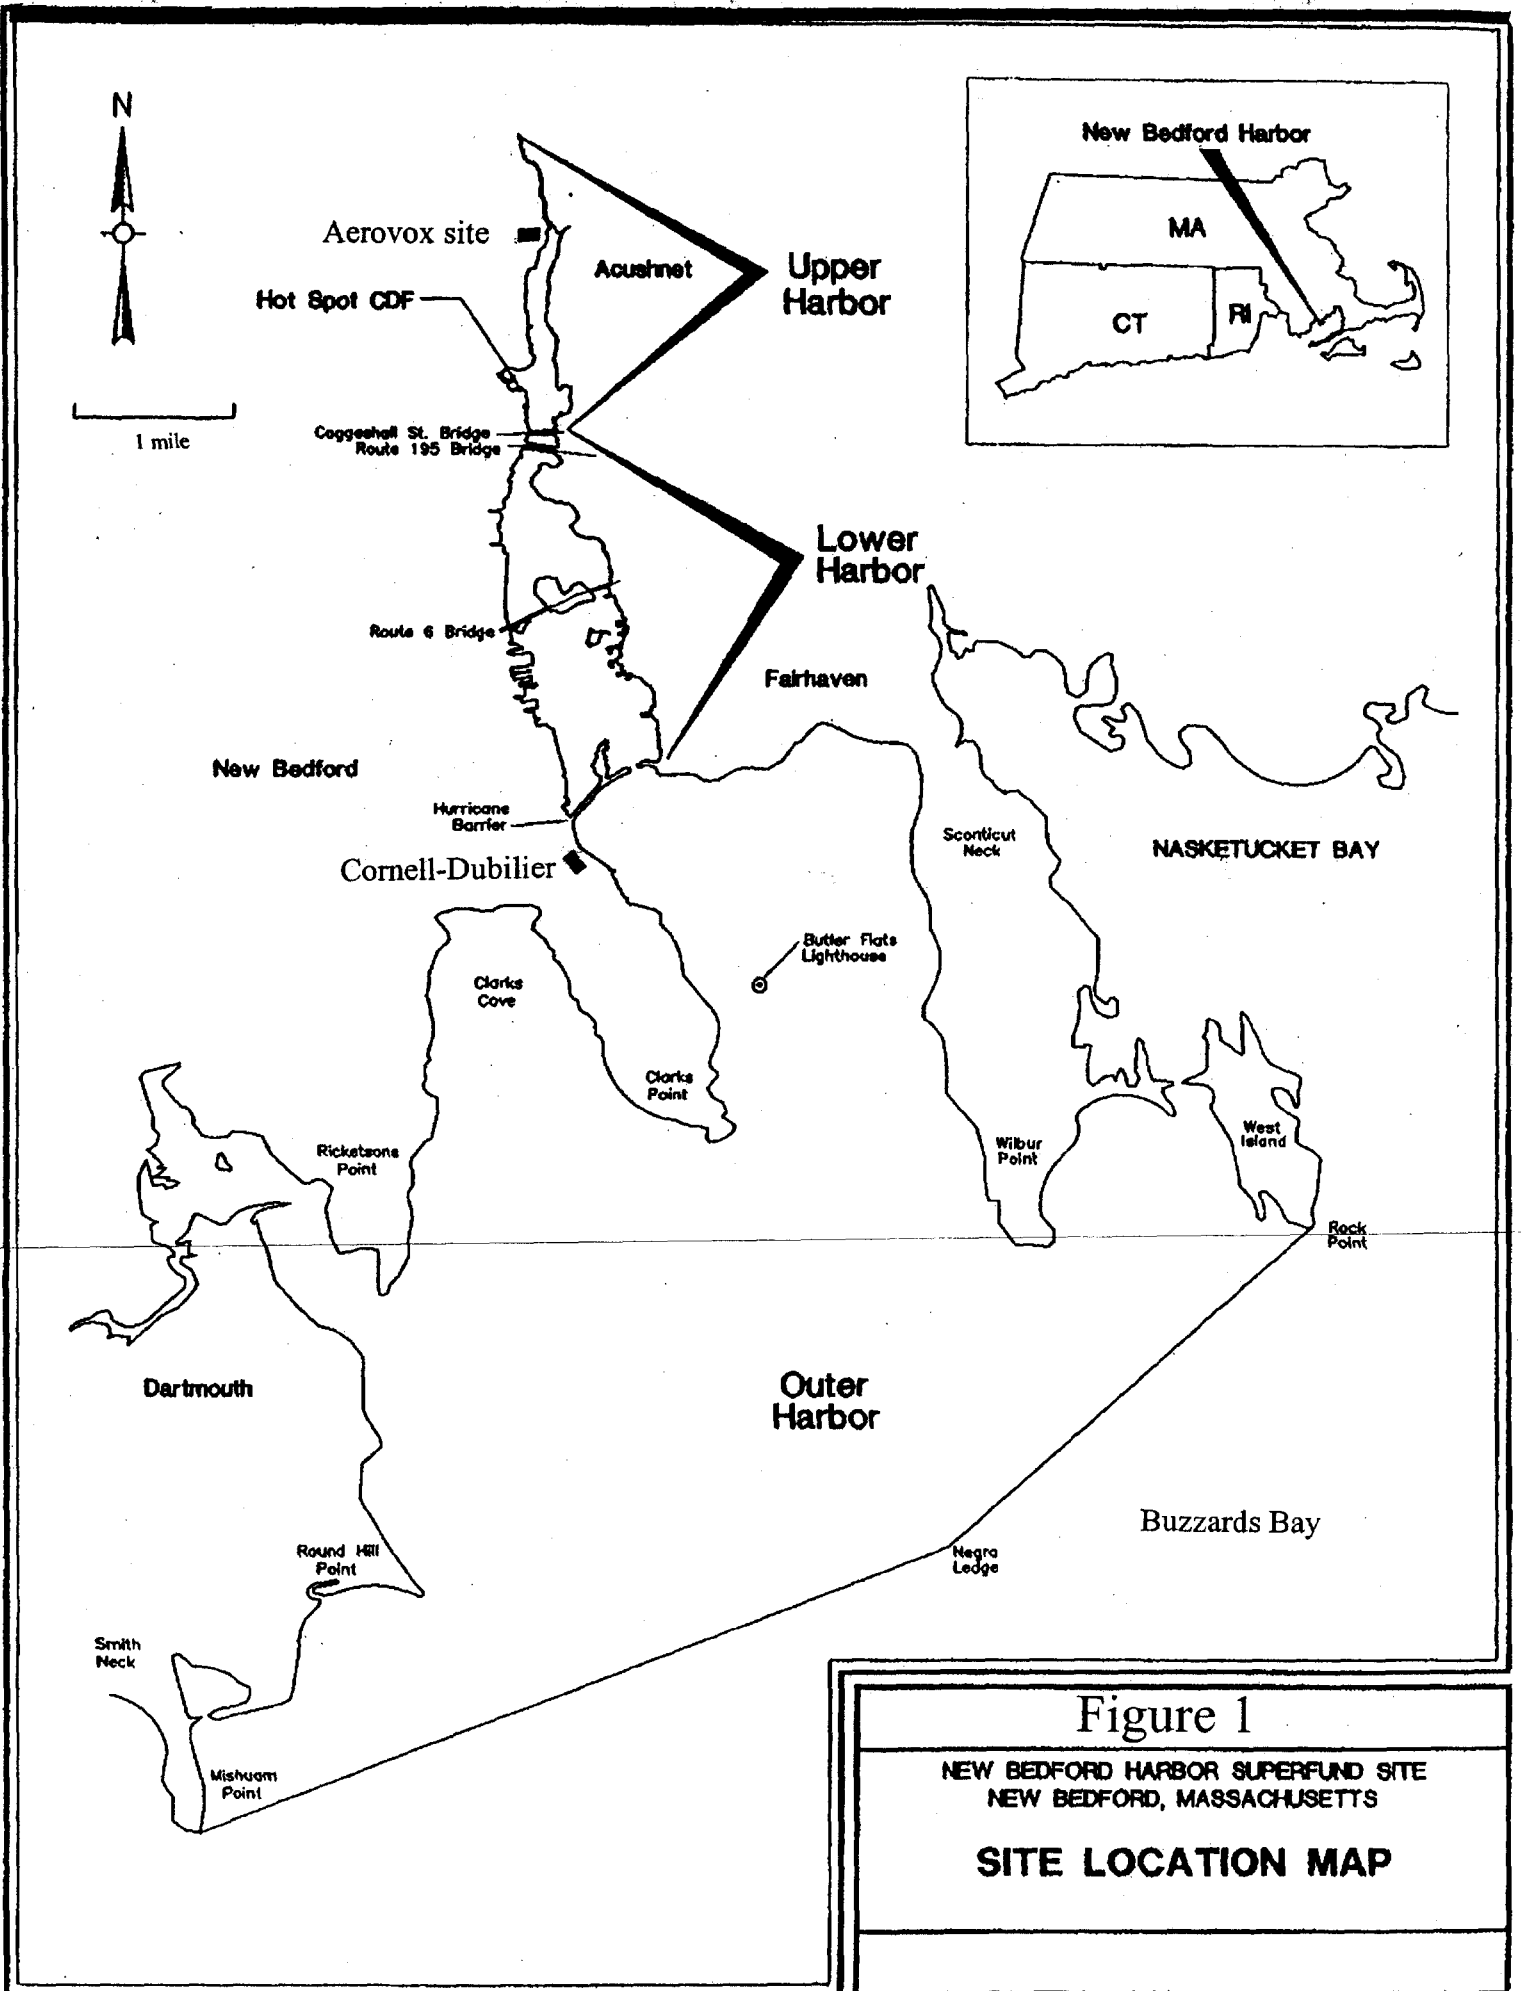 N
New Bedford Harbor
MA
CT
RI
Aerovox site
Acushnet
Upper
Harbor
Hot Spot CDF
1 mile
Coggeshall St. Bridge
Route 195 Bridge
Lower
Harbor
Route 6 Bridge
Fairhaven
New Bedford
Hurricane
Barrier
Cornell-Dubilier
Sconticut
Neck
NASKETUCKET BAY
Butler Flats
Lighthouse
Clarks
Cove
Clarks
Point
Ricketsons
Point
Wilbur
Point
West
Island
Rock
Point
Dartmouth
Outer
Harbor
Buzzards Bay
Round Hill
Point
Negro
Ledge
Smith
Neck
Mishuam
Point
Figure 1
NEW BEDFORD HARBOR SUPERFUND SITE
NEW BEDFORD, MASSACHUSETTS
SITE LOCATION MAP